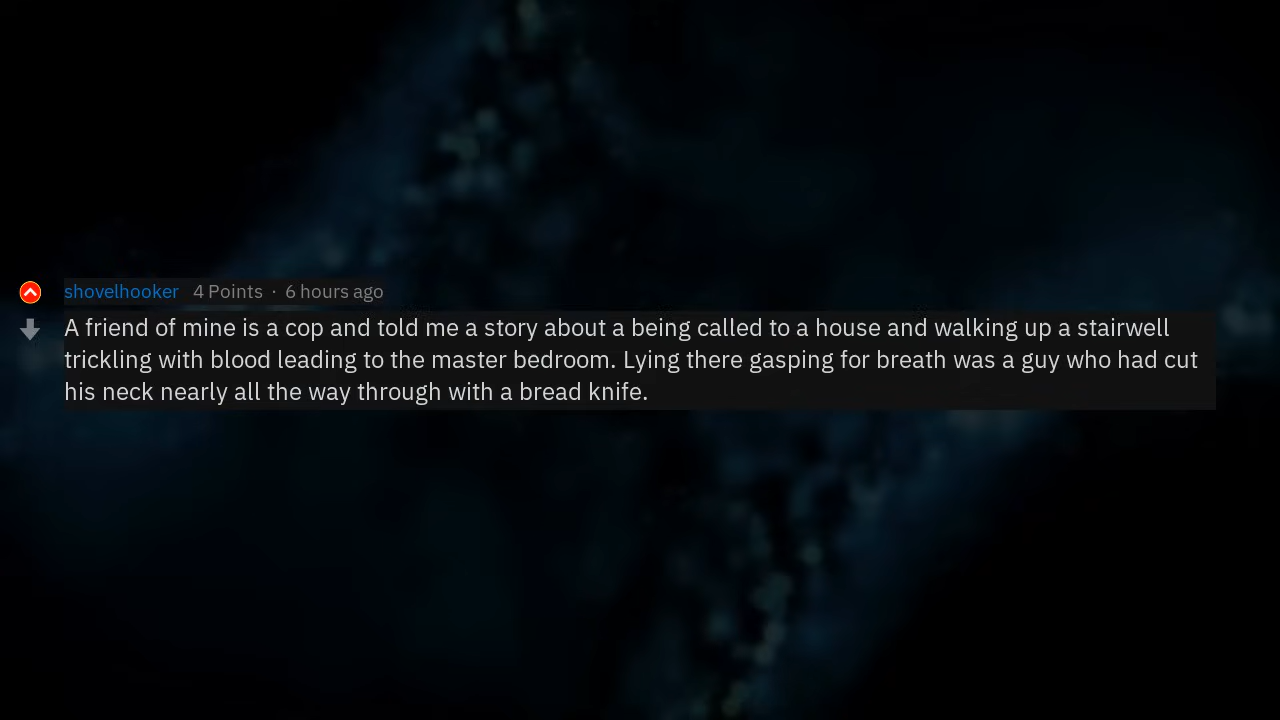 shovelhooker 4 Points · 6 hours ago
A friend of mine is a cop and told me a story about a being called to a house and walking up a stairwell
trickling with blood leading to the master bedroom. Lying there gasping for breath was a guy who had cut
his neck nearly all the way through with a bread knife.